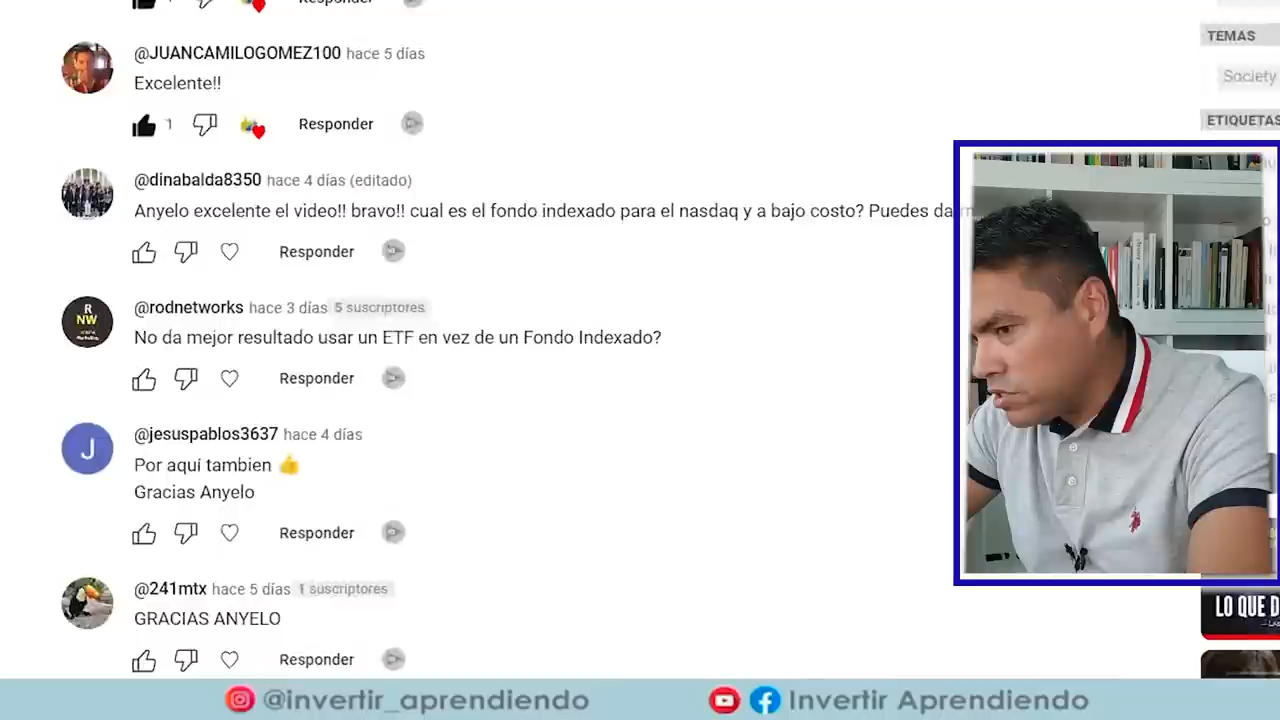 Responder
@JUANCAMILOGOMEZ100 hace 5 días
Excelente!!
1 Responder
@dinabalda8350 hace 4 días (editado)
Anyelo excelente el video!! bravo!! cual es el fondo indexado para el nasdaq y a bajo costo? Puedes
Responder
@rodnetworks hace 3 días 5 suscriptores
No da mejor resultado usar un ETF en vez de un Fondo Indexado?
Responder
@jesuspablos3637 hace 4 días
Por aquí tambien 👍
Gracias Anyelo
Responder
@241mtx hace 5 días 1 suscriptores
GRACIAS ANYELO
Responder
TEMAS
Society
ETIQUETAS
R
NW
J
LO QUE D
@invertir_aprendiendo
Invertir Aprendiendo